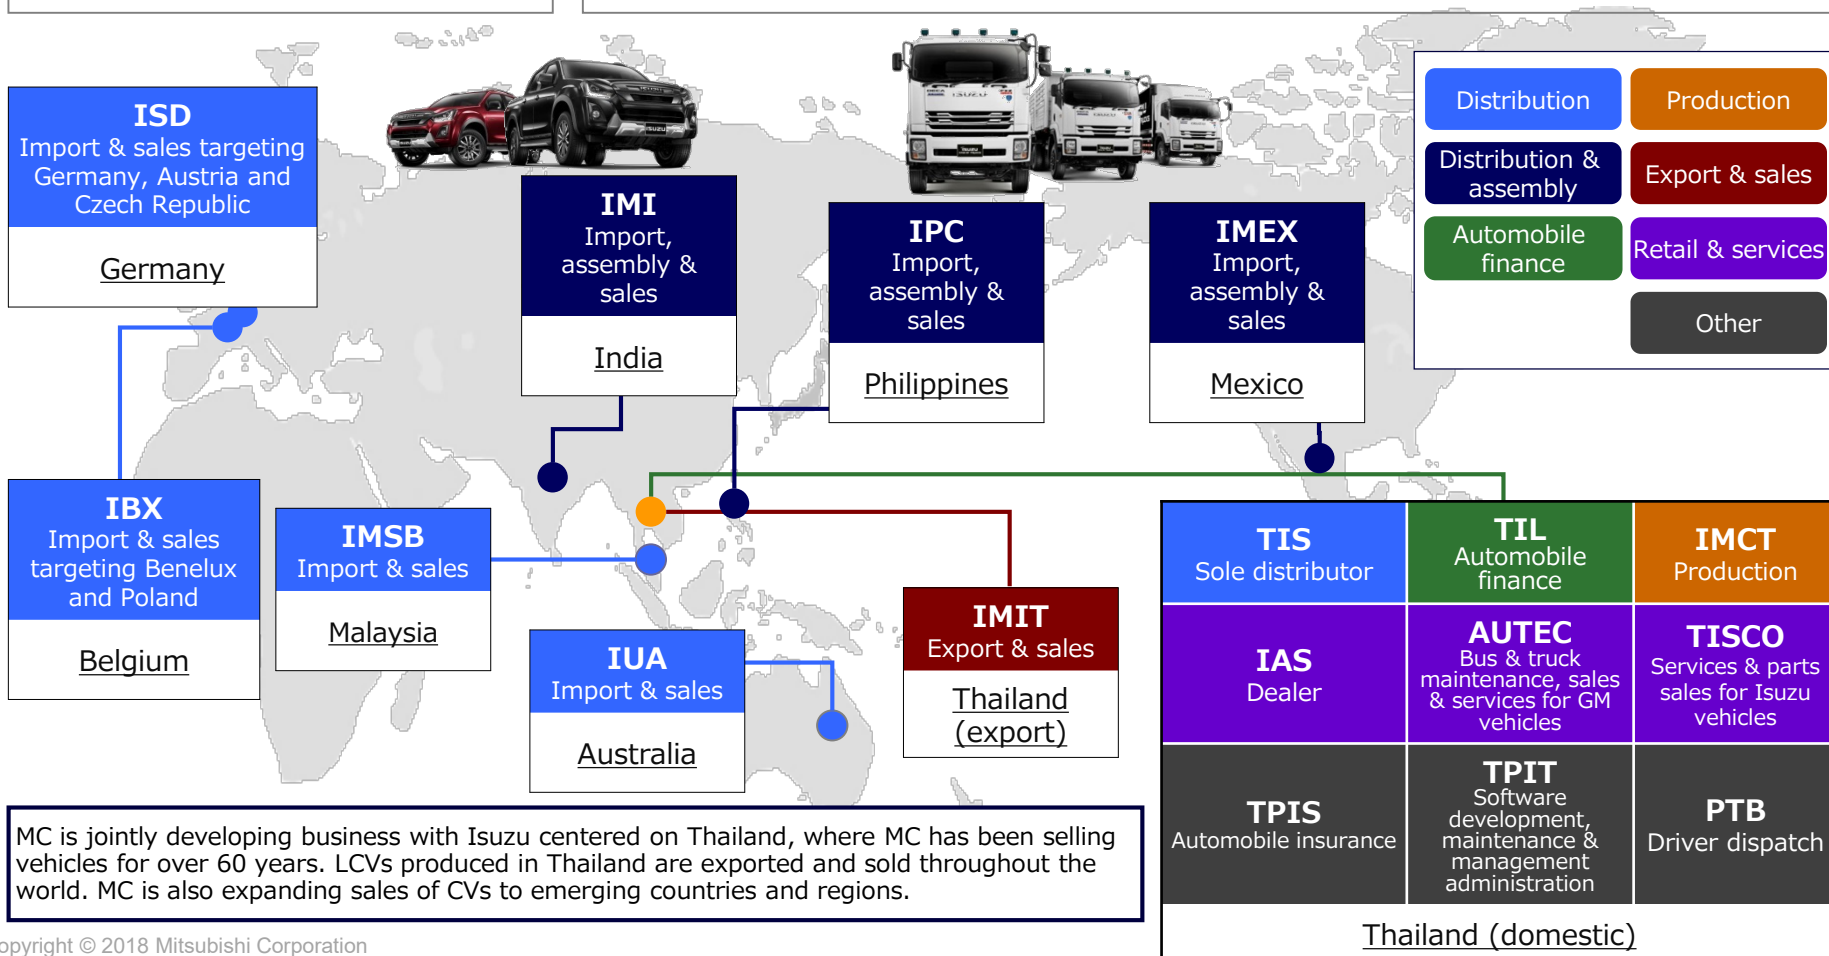 ISD
Import & sales targeting
Germany, Austria and
Czech Republic
Germany
IMI
Import,
assembly &
sales
India
ISUZU
IPC
Import,
assembly &
sales
Philippines
IMEX
Import,
assembly &
sales
Mexico
Distribution
Production
Distribution &
assembly
Export & sales
Automobile
finance
Retail & services
Other
IBX
Import & sales
targeting Benelux
and Poland
Belgium
IMSB
Import & sales
Malaysia
IUA
Import & sales
Australia
IMIT
Export & sales
Thailand
(export)
TIS
Sole distributor
TIL
Automobile
finance
IMCT
Production
IAS
Dealer
AUTEC
Bus & truck
maintenance, sales
& services for GM
vehicles
TISCO
Services & parts
sales for Isuzu
vehicles
TPIS
Automobile insurance
TPIT
Software
development,
maintenance &
management
administration
PTB
Driver dispatch
Thailand (domestic)
MC is jointly developing business with Isuzu centered on Thailand, where MC has been selling
vehicles for over 60 years. LCVs produced in Thailand are exported and sold throughout the
world. MC is also expanding sales of CVs to emerging countries and regions.
opyright © 2018 Mitsubishi Corporation